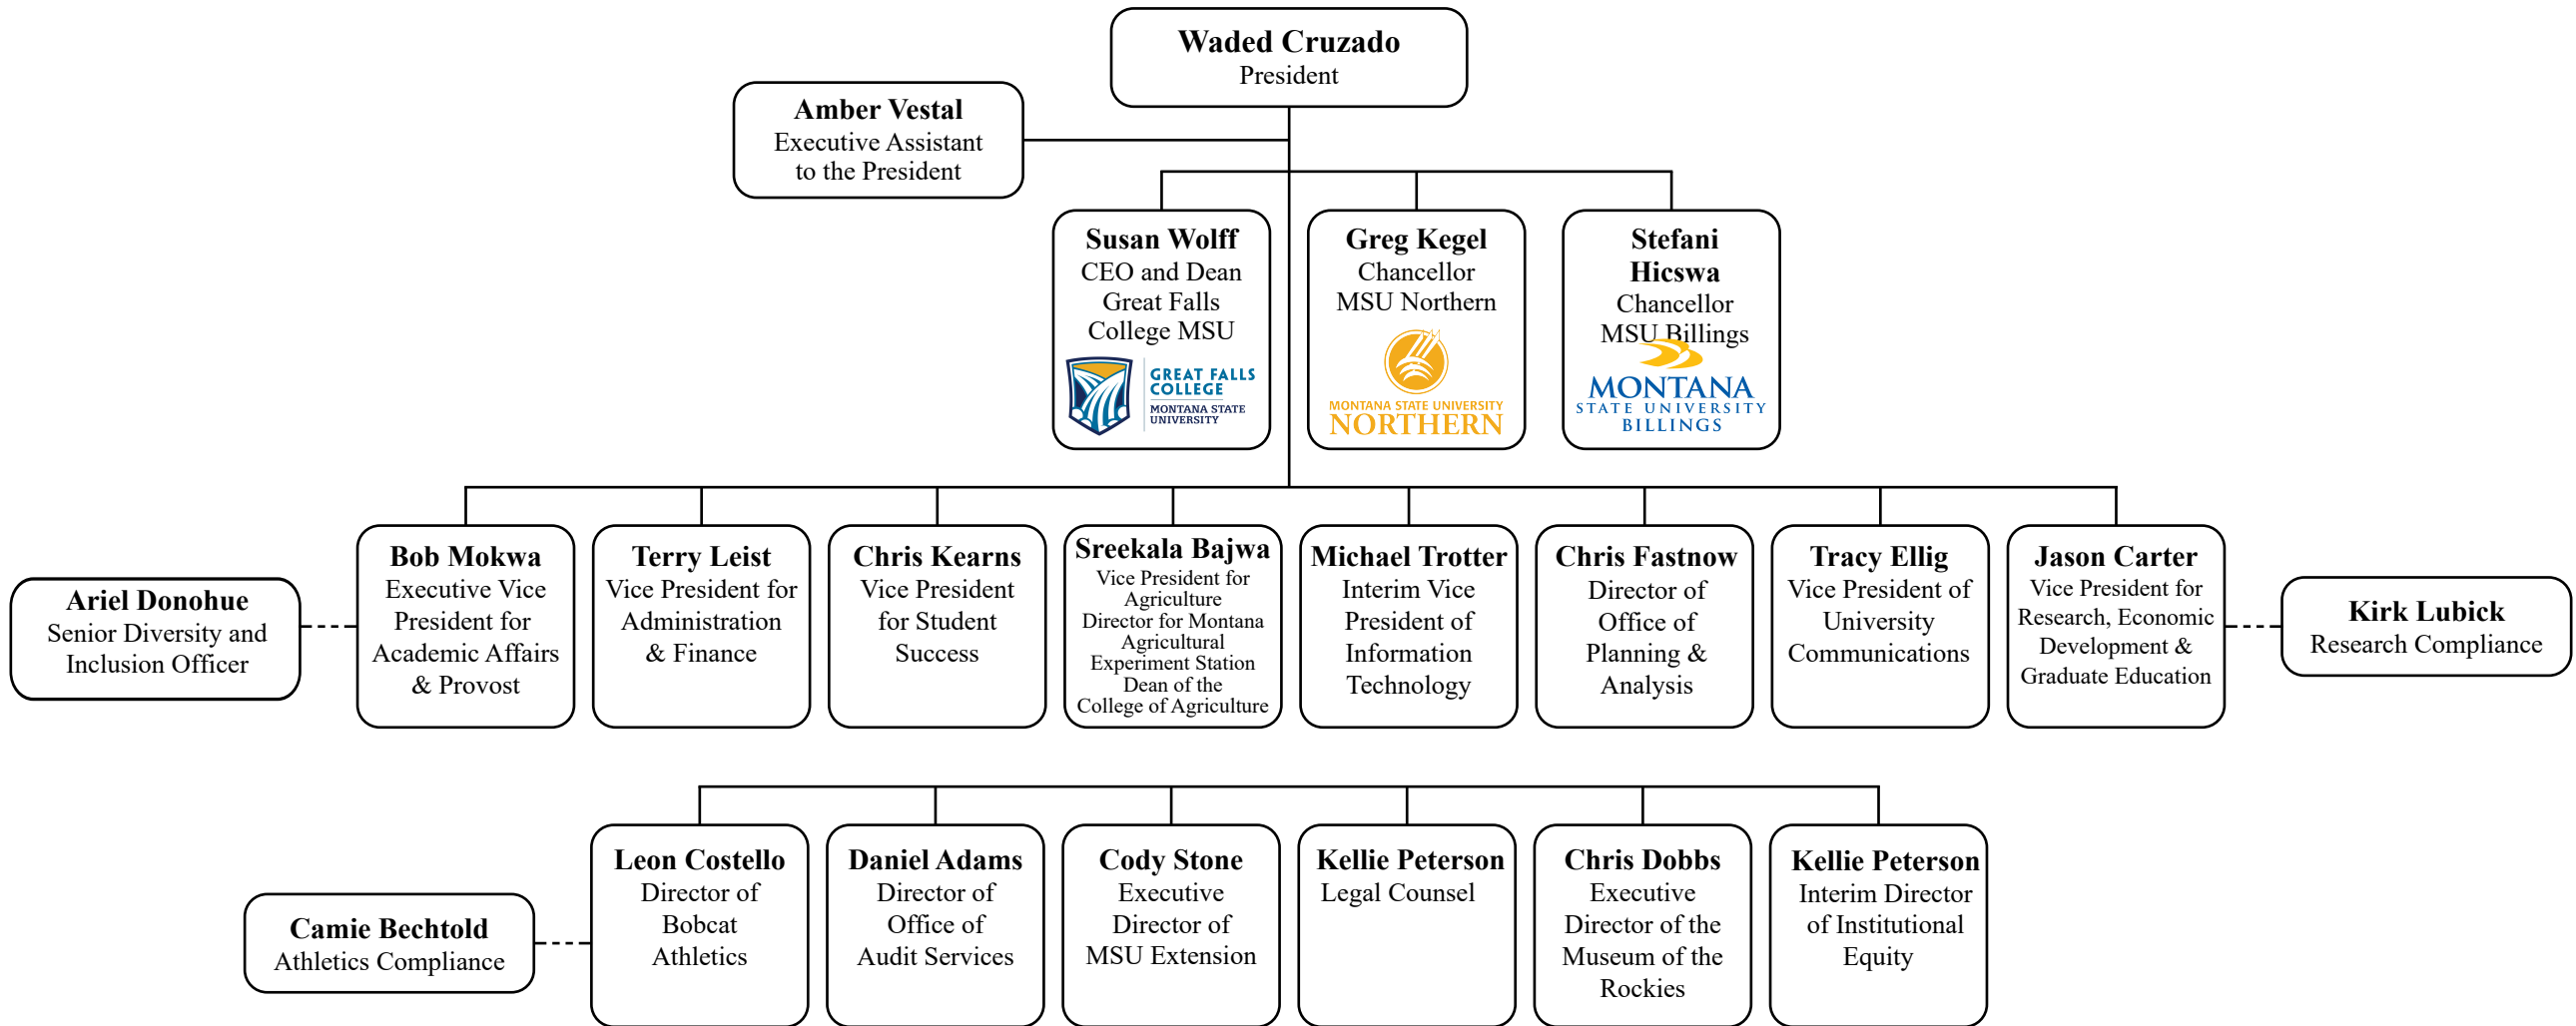 Waded Cruzado
President
Amber Vestal
Executive Assistant
to the President
Susan Wolff
CEO and Dean
Great Falls
College MSU
GREAT FALLS
COLLEGE
MONTANA STATE
UNIVERSITY
Greg Kegel
Chancellor
MSU Northern
MONTANA STATE UNIVERSITY
NORTHERN
Stefani
Hicswa
Chancellor
MSU Billings
MONTANA
STATE UNIVERSITY
BILLINGS
Ariel Donohue
Senior Diversity and
Inclusion Officer
Bob Mokwa
Executive Vice
President for
Academic Affairs
& Provost
Terry Leist
Vice President for
Administration
& Finance
Chris Kearns
Vice President
for Student
Success
Sreekala Bajwa
Vice President for
Agriculture
Director for Montana
Agricultural
Experiment Station
Dean of the
College of Agriculture
Michael Trotter
Interim Vice
President of
Information
Technology
Chris Fastnow
Director of
Office of
Planning &
Analysis
Tracy Ellig
Vice President of
University
Communications
Jason Carter
Vice President for
Research, Economic
Development &
Graduate Education
Kirk Lubick
Research Compliance
Camie Bechtold
Athletics Compliance
Leon Costello
Director of
Bobcat
Athletics
Daniel Adams
Director of
Office of
Audit Services
Cody Stone
Executive
Director of
MSU Extension
Kellie Peterson
Legal Counsel
Chris Dobbs
Executive
Director of the
Museum of the
Rockies
Kellie Peterson
Interim Director
of Institutional
Equity